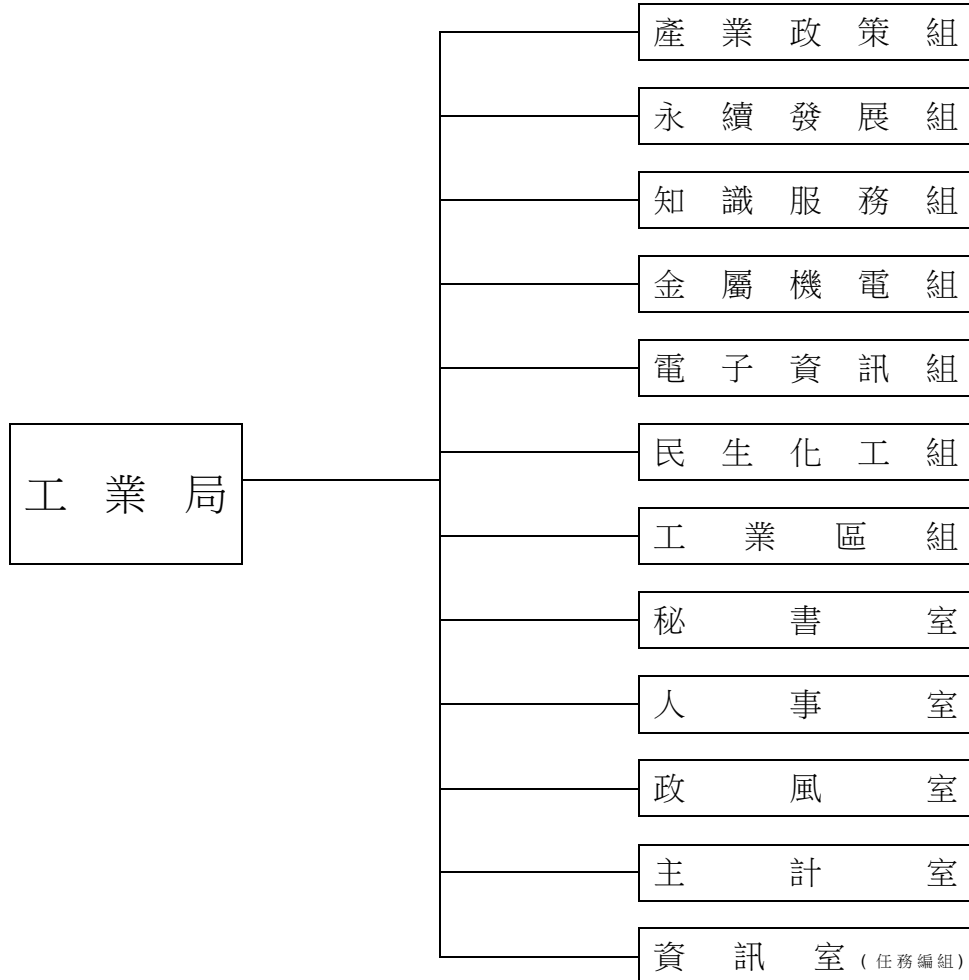 產業政策組
永續發展組
知識服務組
金屬機電組
電子資訊組
工業局
民生化工組
工業區組
秘書室
人事室
政風室
主計室
資訊室(任務編組)